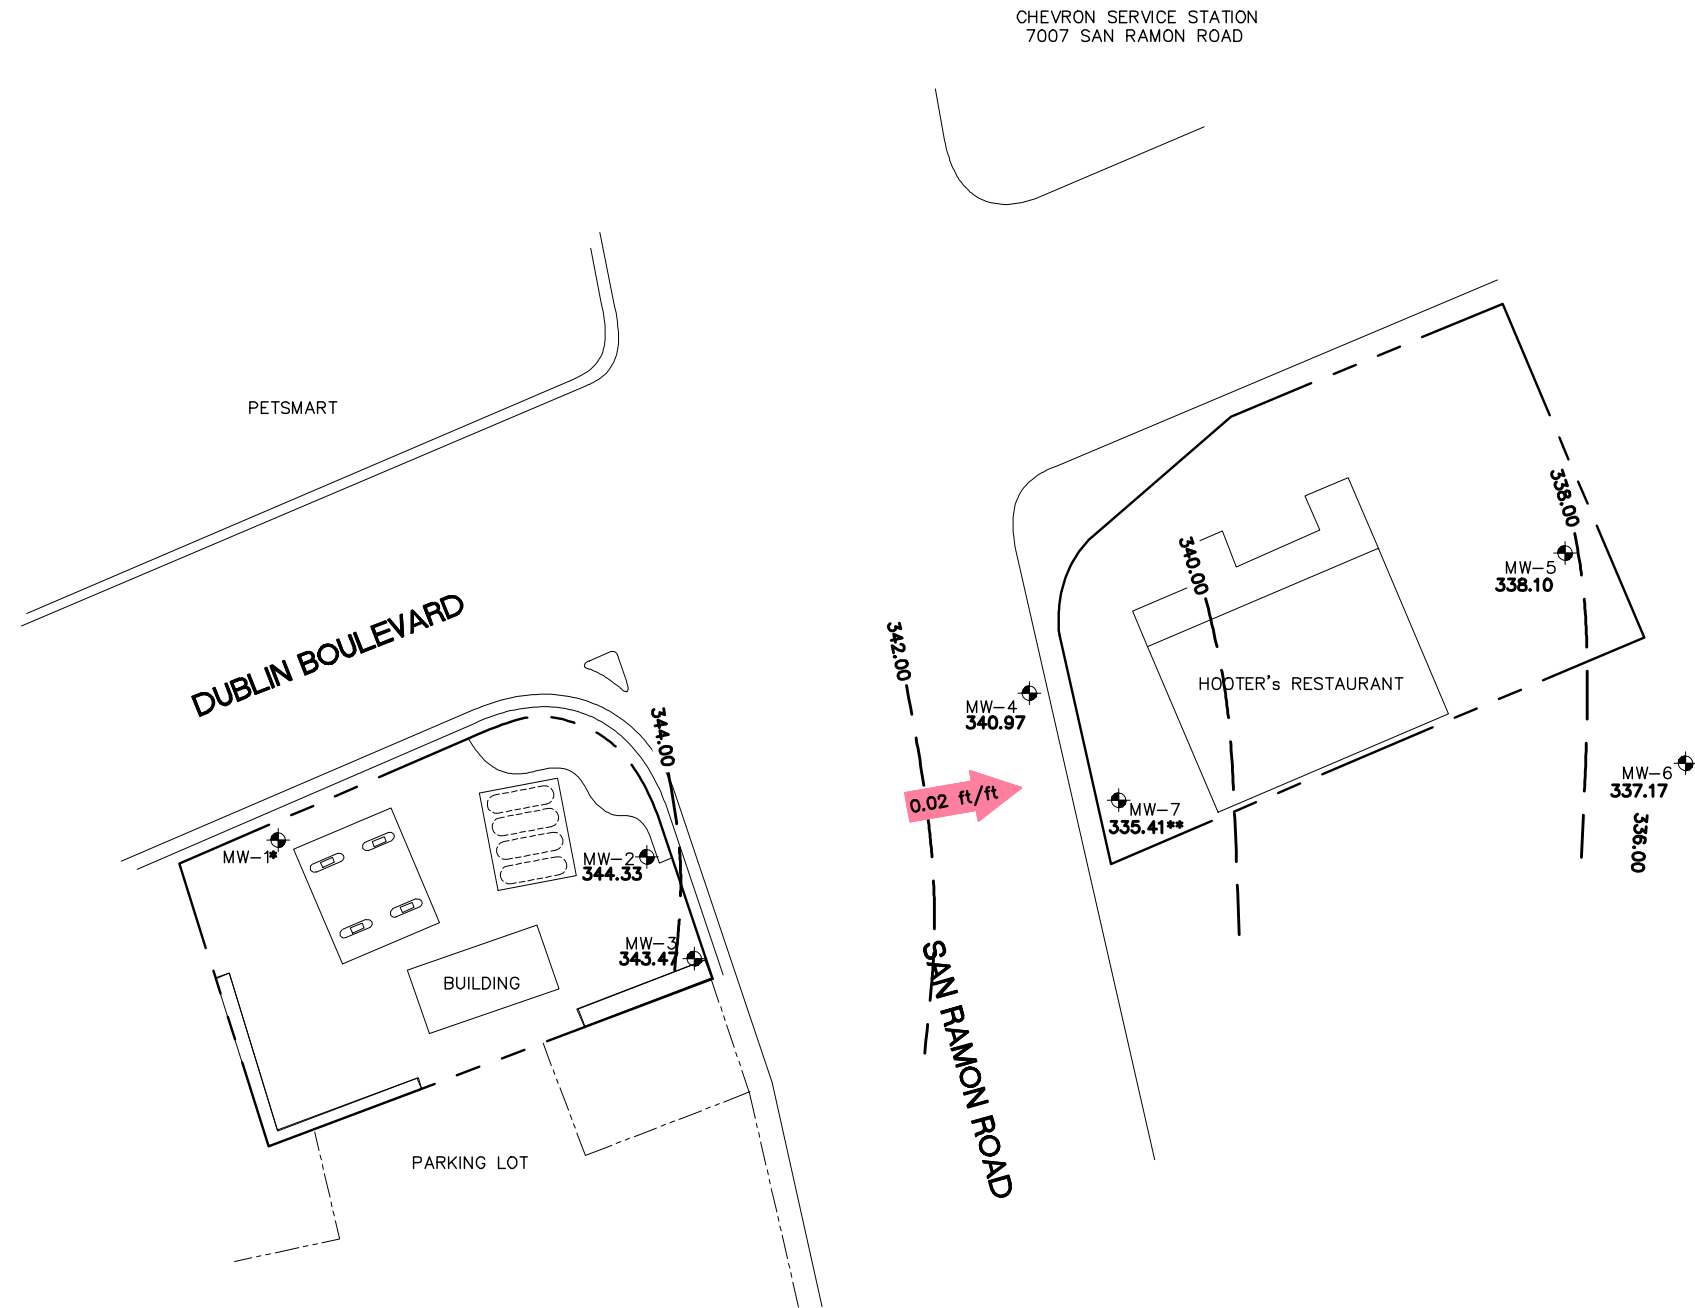 CHEVRON SERVICE STATION
7007 SAN RAMON ROAD
PETSMART
DUBLIN BOULEVARD
338.00
340.00
MW-5
338.10
342.00
HOOTER's RESTAURANT
344.00
MW-4
340.97
0.02 ft/ft
MW-6
337.17
MW-7
335.41**
336.00
MW-1*
MW-2
344.33
MW-3
343.47
BUILDING
SAN RAMON ROAD
PARKING LOT